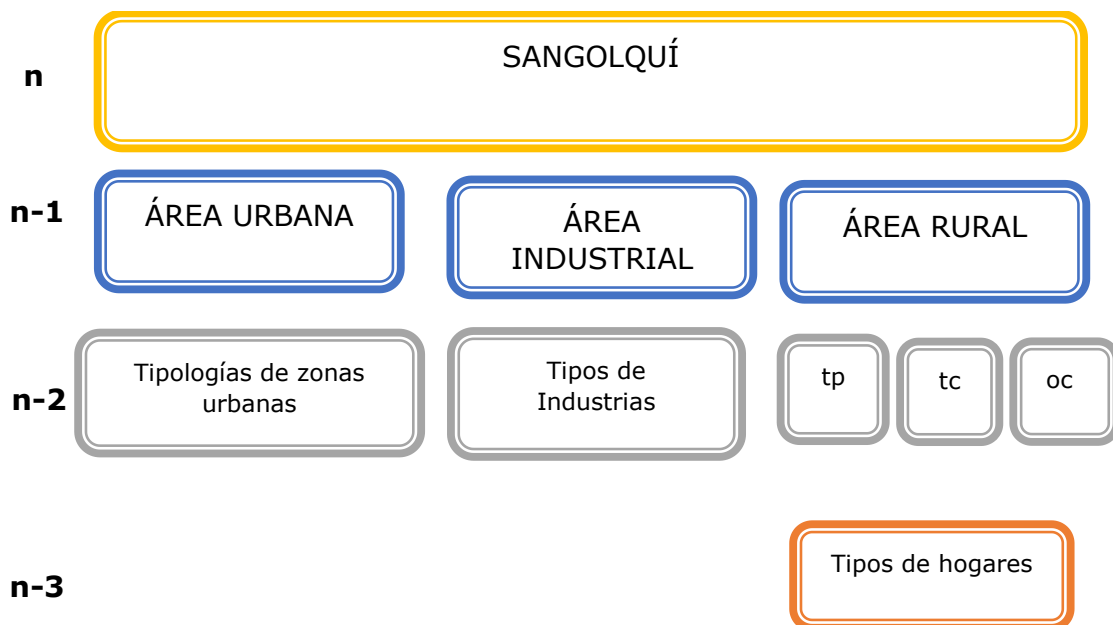 n
SANGOLQUÍ
n-1
ÁREA URBANA
ÁREA
INDUSTRIAL
ÁREA RURAL
n-2
Tipologías de zonas
urbanas
Tipos de
Industrias
tp
tc
oc
n-3
Tipos de hogares